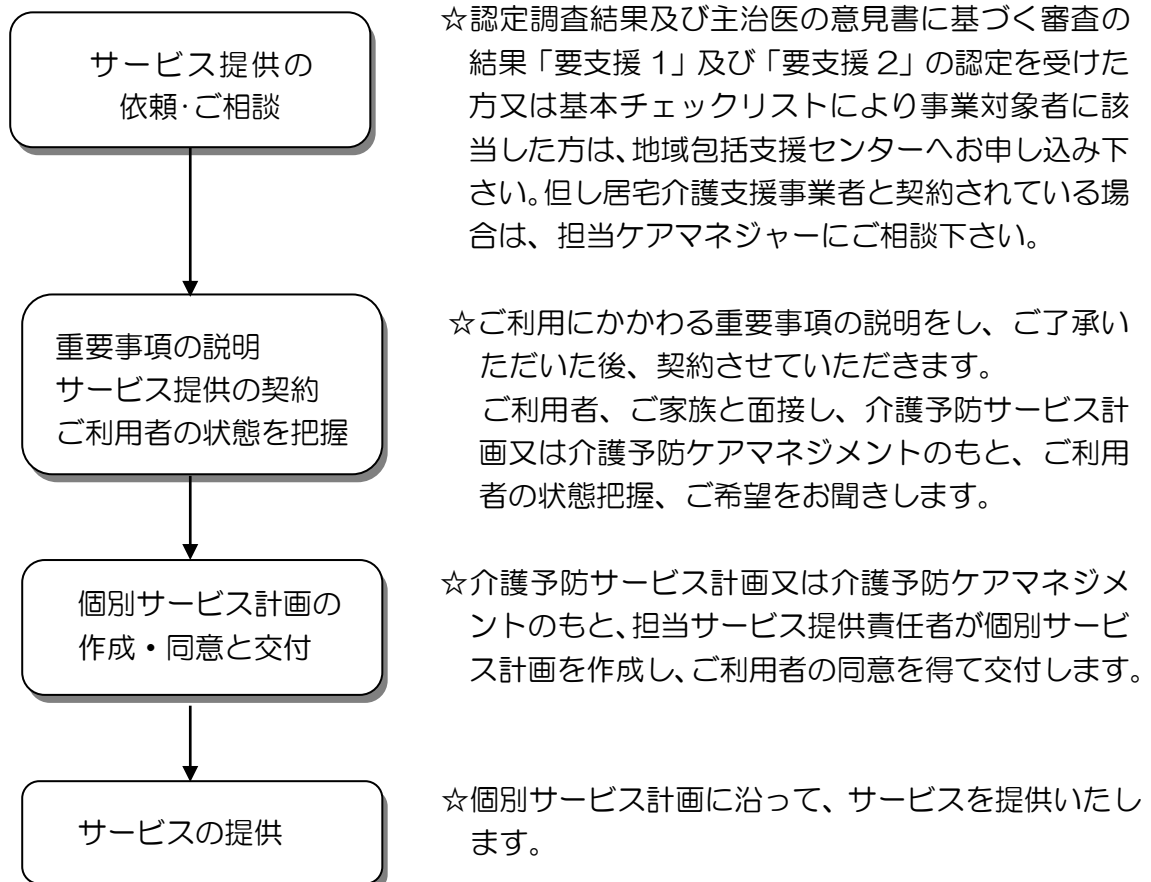 サービス提供の
依頼･ご相談
☆認定調査結果及び主治医の意見書に基づく審査の
結果「要支援 1」及び「要支援 2」の認定を受けた
方又は基本チェックリストにより事業対象者に該
当した方は、地域包括支援センターへお申し込み下
さい。但し居宅介護支援事業者と契約されている場
合は、担当ケアマネジャーにご相談下さい。
重要事項の説明
サービス提供の契約
ご利用者の状態を把握
☆ご利用にかかわる重要事項の説明をし、ご了承い
ただいた後、契約させていただきます。
ご利用者、ご家族と面接し、介護予防サービス計
画又は介護予防ケアマネジメントのもと、ご利用
者の状態把握、ご希望をお聞きします。
個別サービス計画の
作成・同意と交付
☆介護予防サービス計画又は介護予防ケアマネジメ
ントのもと、担当サービス提供責任者が個別サービ
ス計画を作成し、ご利用者の同意を得て交付します。
サービスの提供
☆個別サービス計画に沿って、サービスを提供いたし
ます。